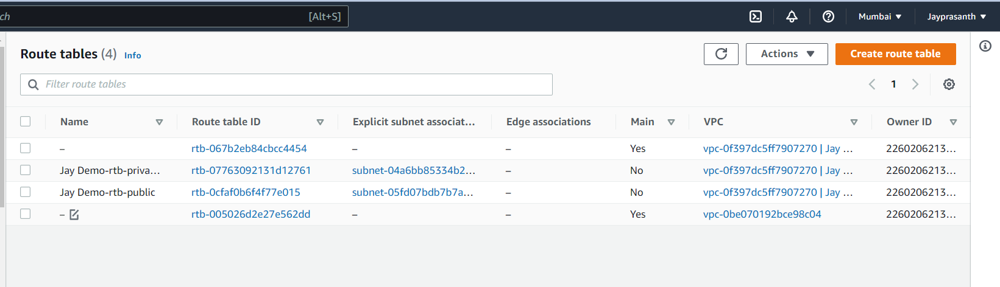 ch [Alt+S] Mumbai Jayprasanth
Route tables (4) Info Actions Create route table
Filter route tables 1
Name Route table ID Explicit subnet associat... Edge associations Main VPC Owner ID
– rtb-067b2eb84cbcc4454 – – Yes vpc-0f397dc5ff7907270 | Jay ... 2260206213...
Jay Demo-rtb-priva... rtb-07763092131d12761 subnet-04a6bb85334b2... – No vpc-0f397dc5ff7907270 | Jay ... 2260206213...
Jay Demo-rtb-public rtb-0cfaf0b6f4f77e015 subnet-05fd07bdb7b7a... – No vpc-0f397dc5ff7907270 | Jay ... 2260206213...
– rtb-005026d2e27e562dd – – Yes vpc-0be070192bce98c04 2260206213...